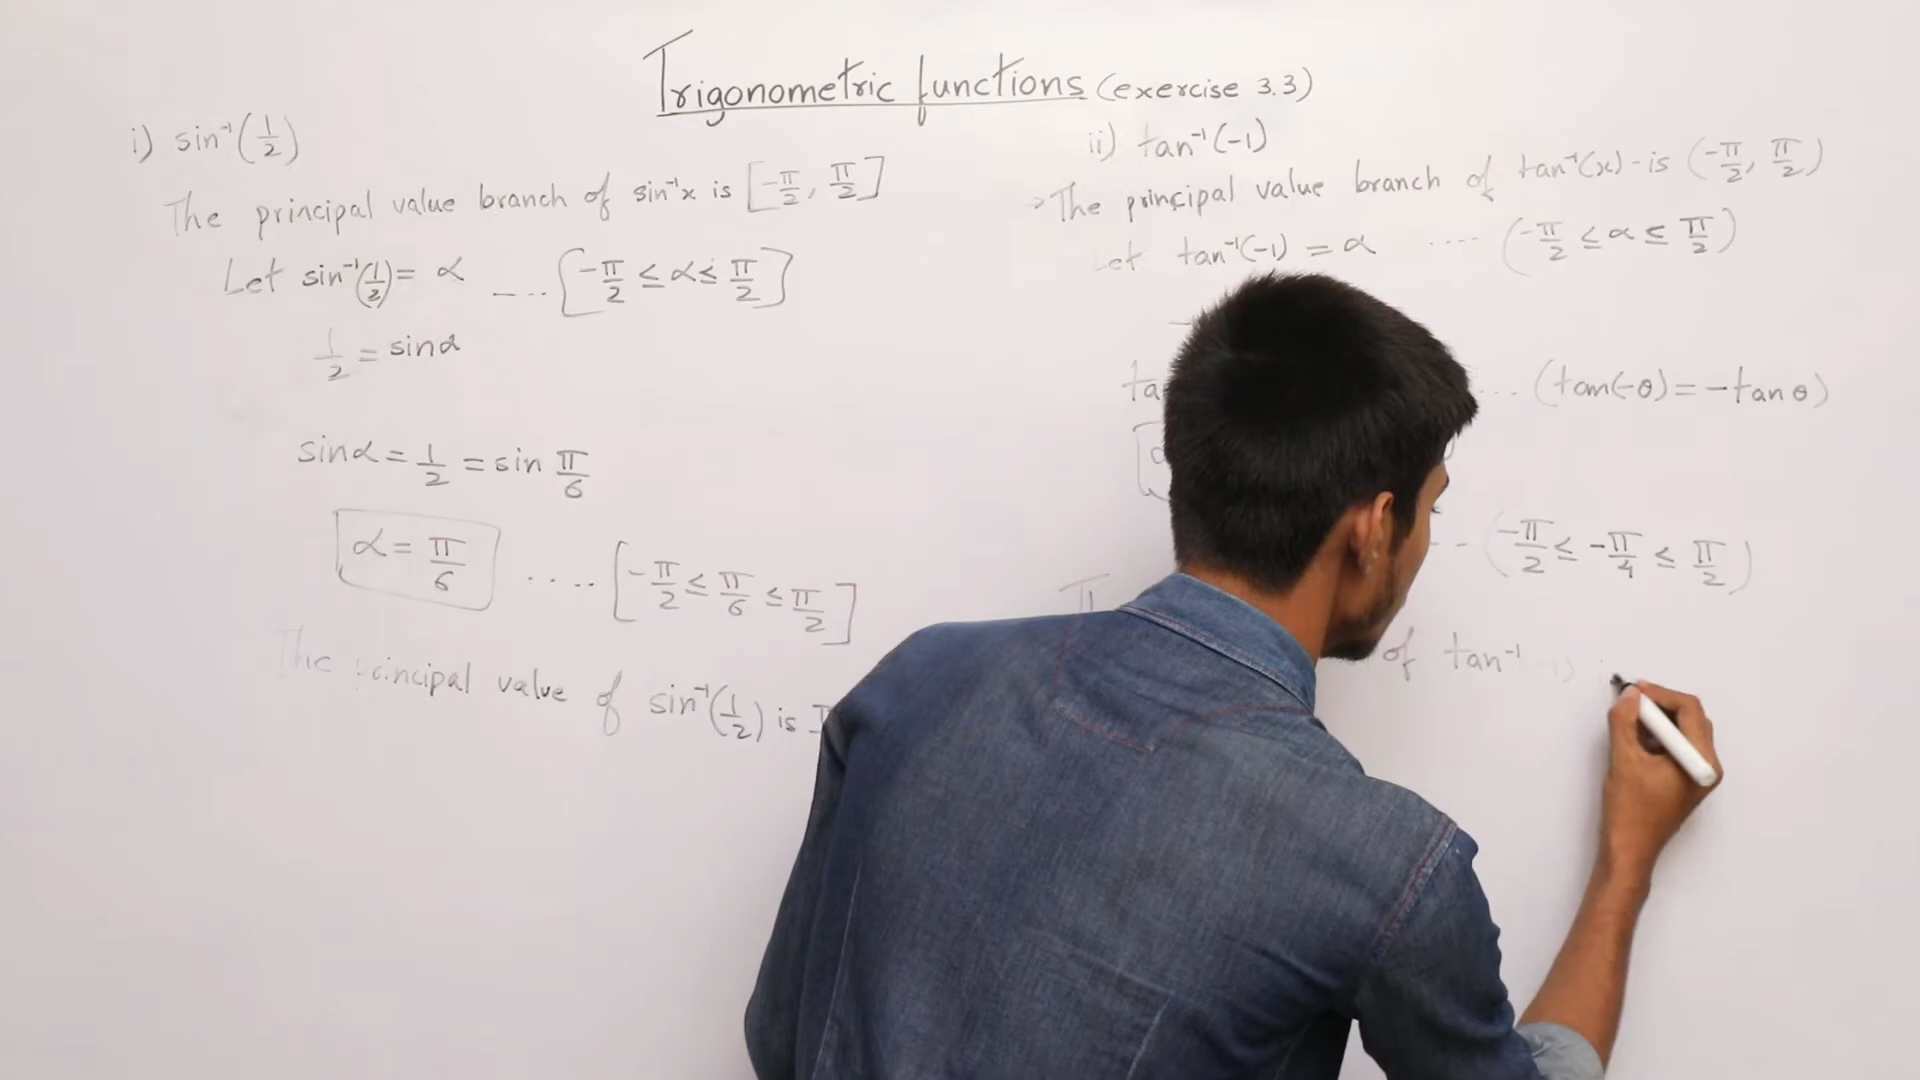 Trigonometric functions (exercise 3.3)
i) sin⁻¹(1/2)
The principal value branch of sin⁻¹x is [-π/2, π/2]
Let sin⁻¹(1/2) = α ---.. [-π/2 ≤ α ≤ π/2]
1/2 = sinα
sinα = 1/2 = sin π/6
α = π/6 ..... [-π/2 ≤ π/6 ≤ π/2]
The principal value of sin⁻¹(1/2) is
ii) tan⁻¹(-1)
The principal value branch of tan⁻¹(x) - is (-π/2, π/2)
Let tan⁻¹(-1) = α .... (-π/2 ≤ α ≤ π/2)
... (tan(-θ) = -tanθ)
-- (-π/2 ≤ -π/4 ≤ π/2)
of tan⁻¹